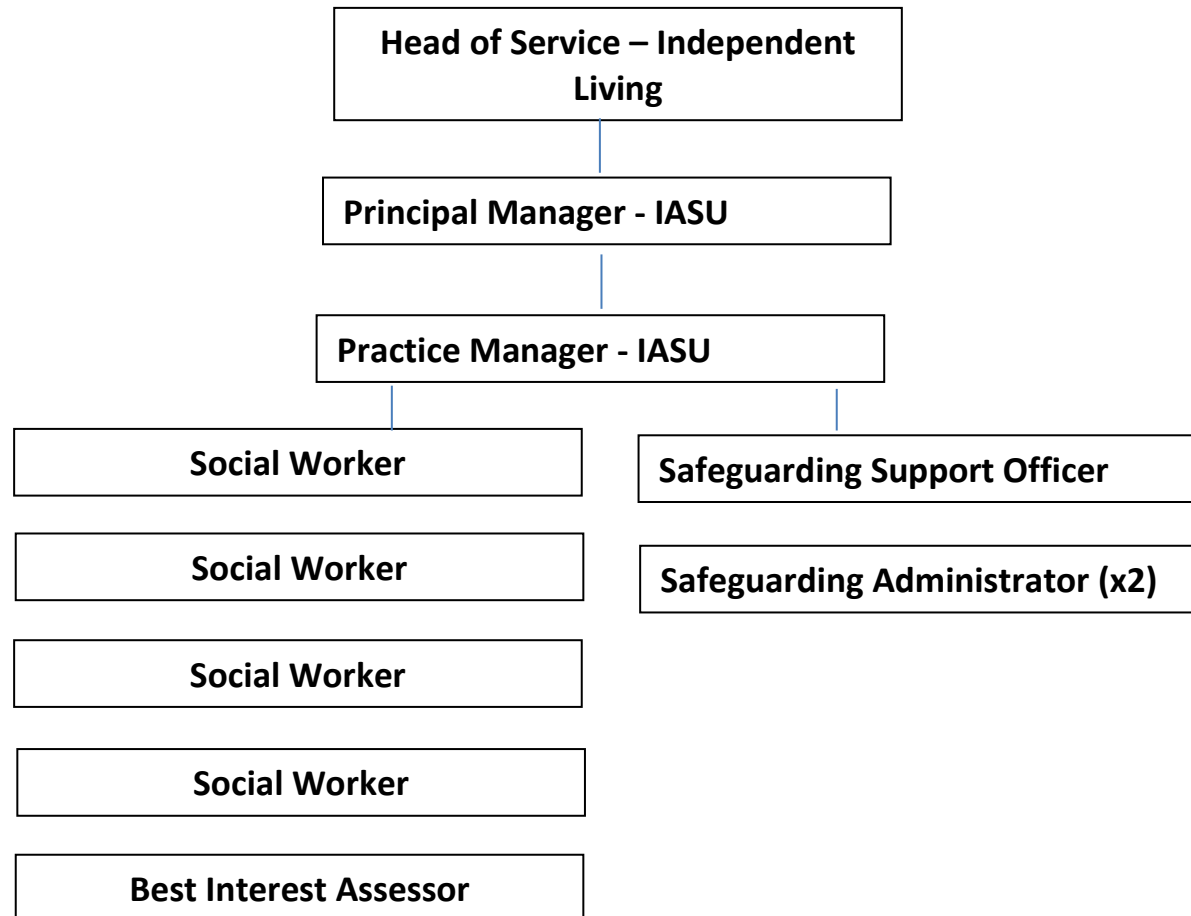 Head of Service – Independent
Living
Principal Manager - IASU
Practice Manager - IASU
Social Worker
Social Worker
Social Worker
Social Worker
Best Interest Assessor
Safeguarding Support Officer
Safeguarding Administrator (x2)